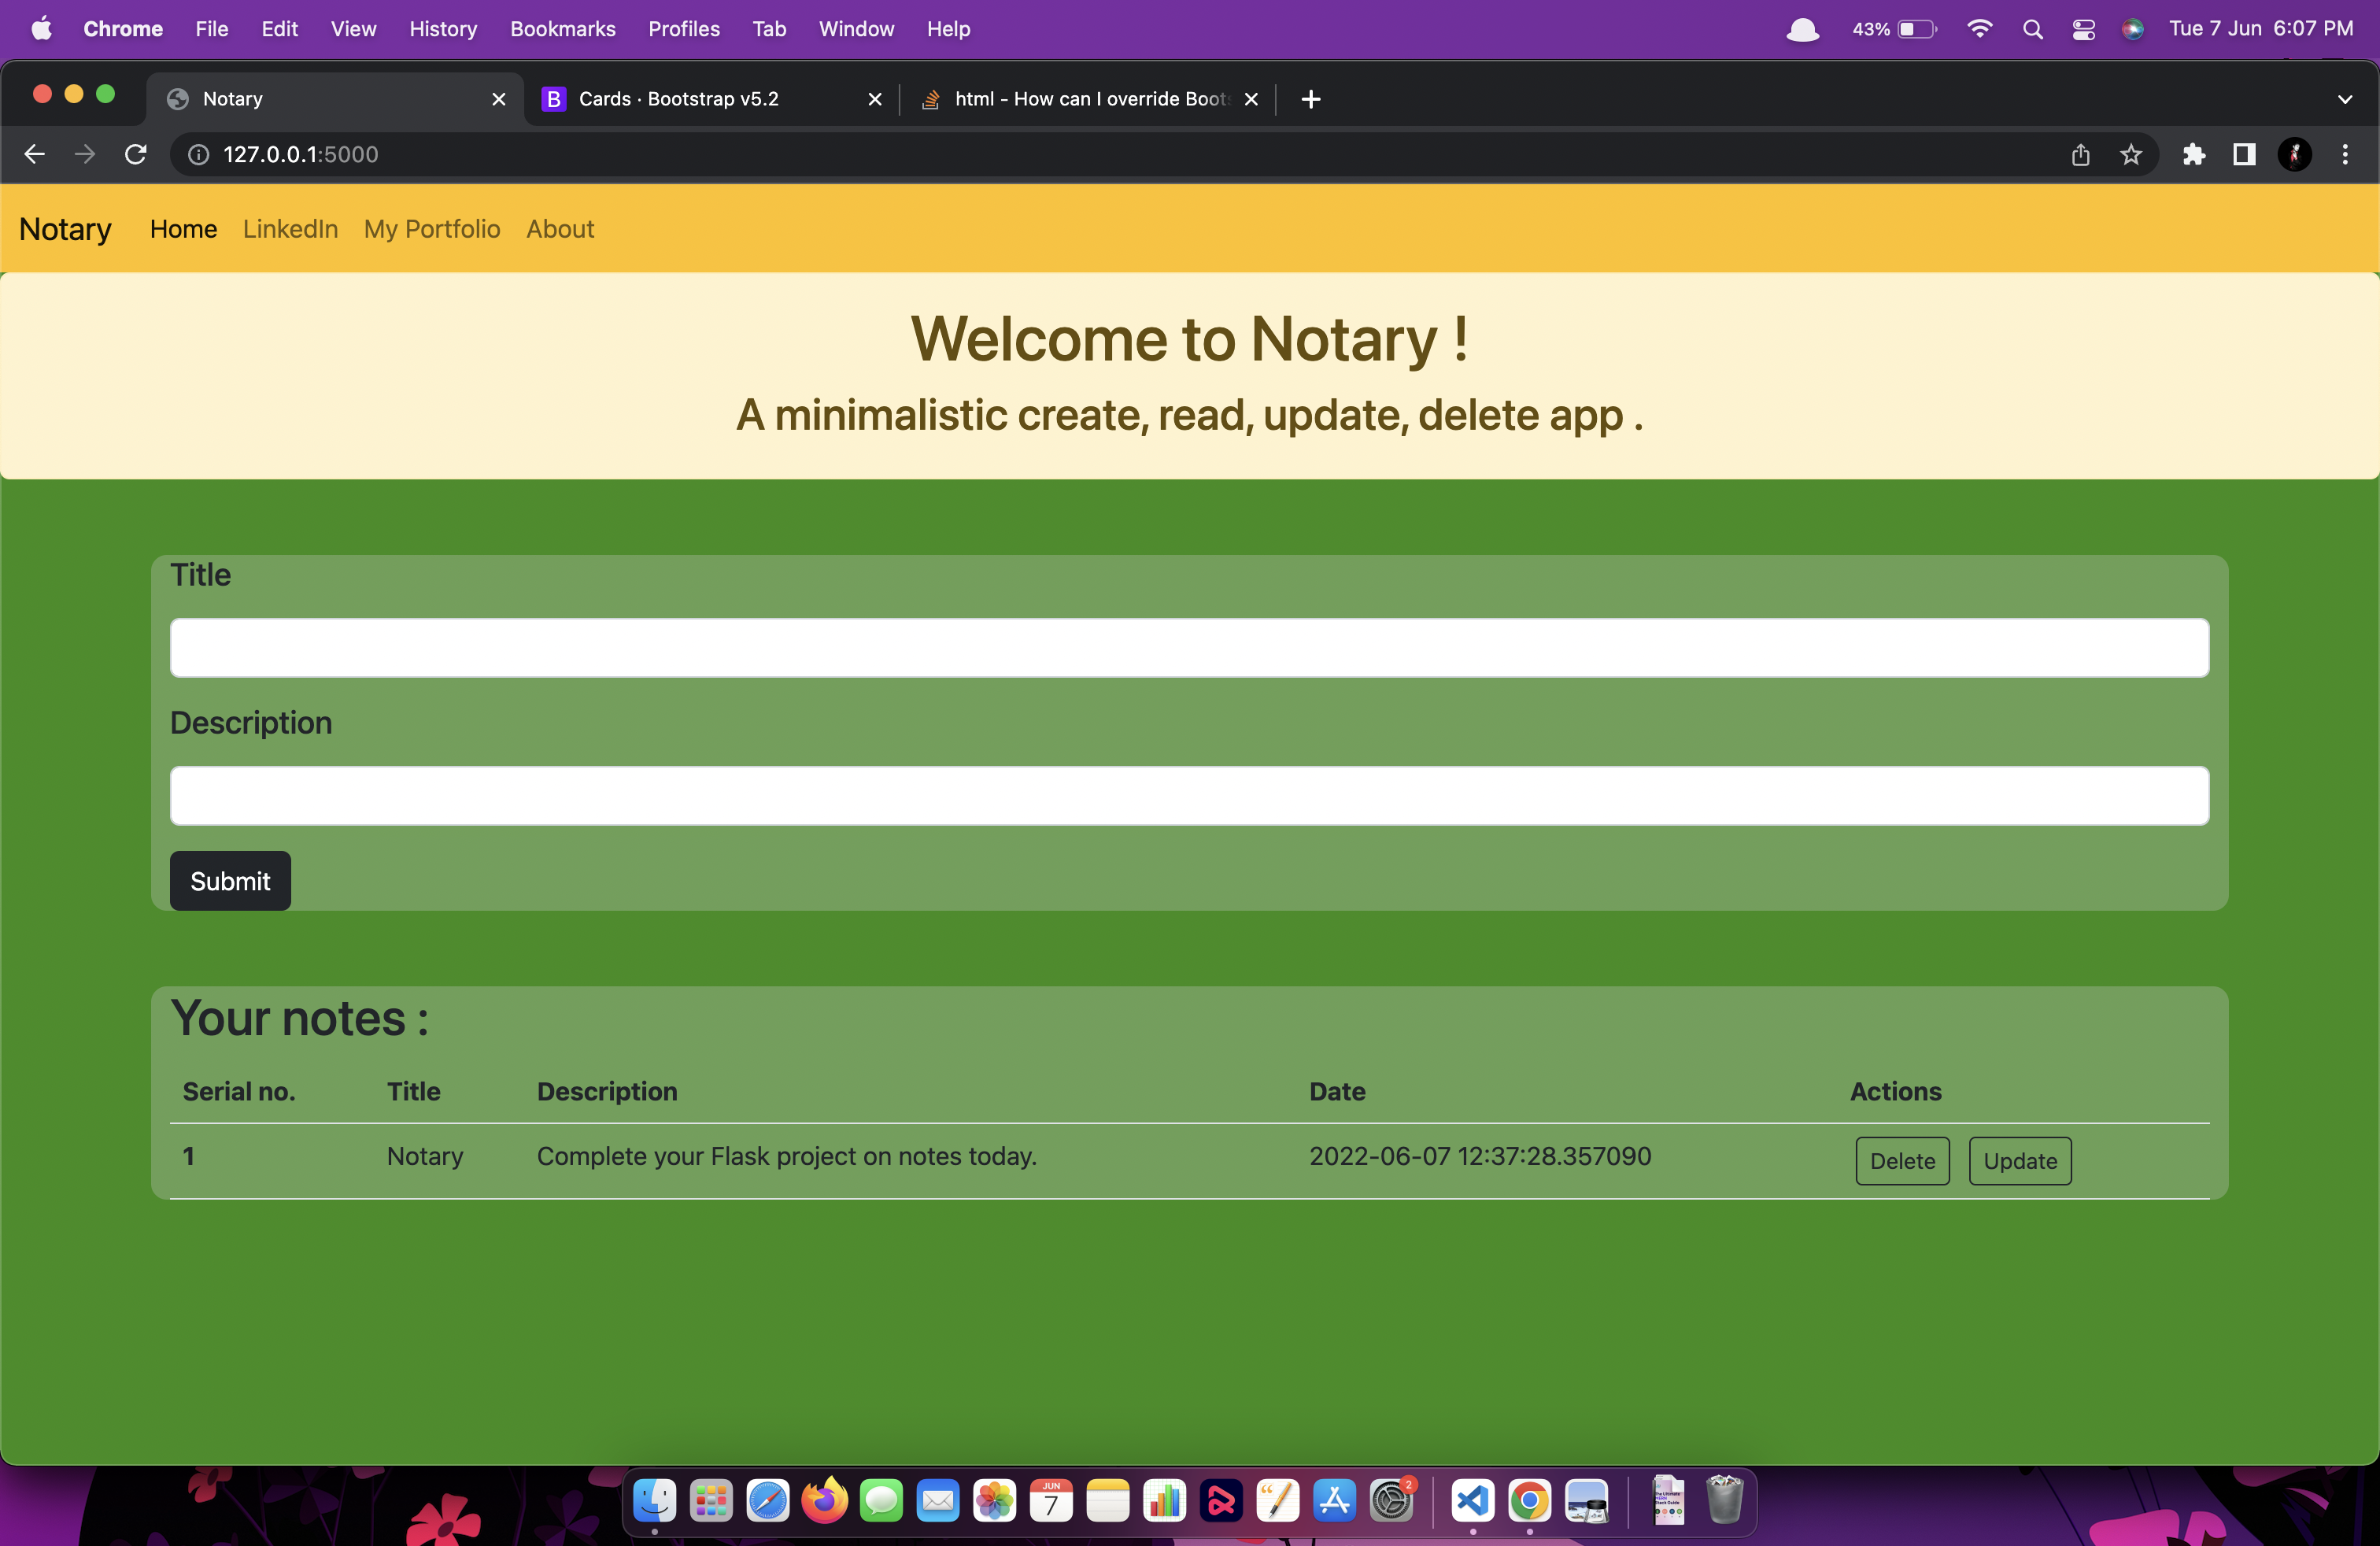 Chrome File Edit View History Bookmarks Profiles Tab Window Help 43% Tue 7 Jun 6:07 PM
Notary B Cards · Bootstrap v5.2 html - How can I override Boot
127.0.0.1:5000
Notary Home LinkedIn My Portfolio About
Welcome to Notary !
A minimalistic create, read, update, delete app .
Title
Description
Submit
Your notes :
Serial no. Title Description Date Actions
1 Notary Complete your Flask project on notes today. 2022-06-07 12:37:28.357090 Delete Update
JUN
7
2